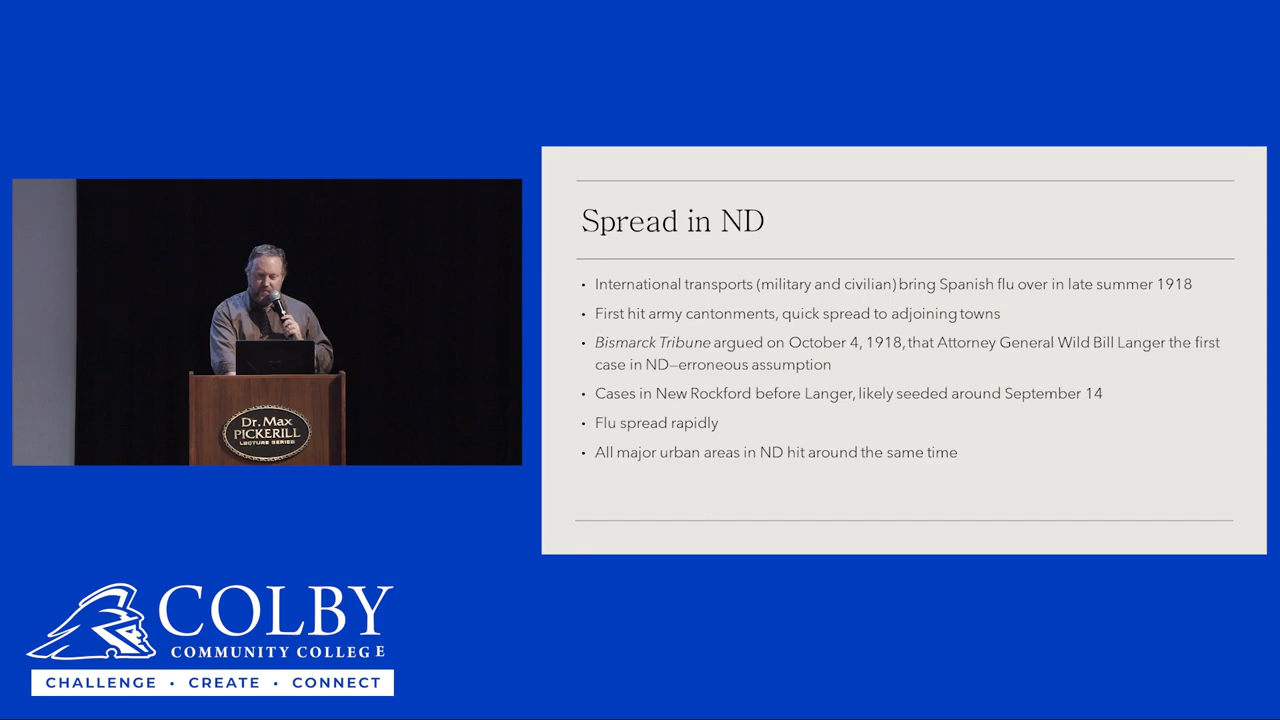 Spread in ND
• International transports (military and civilian) bring Spanish flu over in late summer 1918
• First hit army cantonments, quick spread to adjoining towns
• Bismarck Tribune argued on October 4, 1918, that Attorney General Wild Bill Langer the first
case in ND—erroneous assumption
• Cases in New Rockford before Langer, likely seeded around September 14
• Flu spread rapidly
• All major urban areas in ND hit around the same time
Dr. Max
PICKERILL
LECTURE SERIES
COLBY
COMMUNITY COLLEGE
CHALLENGE • CREATE • CONNECT